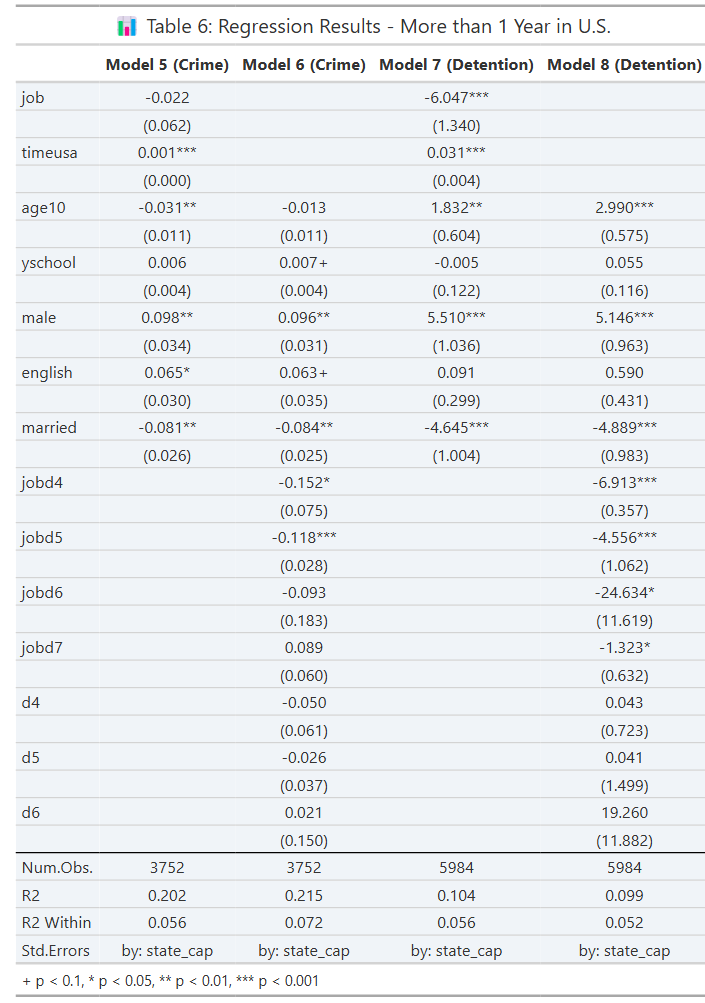 📊 Table 6: Regression Results - More than 1 Year in U.S.
Model 5 (Crime) Model 6 (Crime) Model 7 (Detention) Model 8 (Detention)
job -0.022 -6.047***
(0.062) (1.340)
timeusa 0.001*** 0.031***
(0.000) (0.004)
age10 -0.031** -0.013 1.832** 2.990***
(0.011) (0.011) (0.604) (0.575)
yschool 0.006 0.007+ -0.005 0.055
(0.004) (0.004) (0.122) (0.116)
male 0.098** 0.096** 5.510*** 5.146***
(0.034) (0.031) (1.036) (0.963)
english 0.065* 0.063+ 0.091 0.590
(0.030) (0.035) (0.299) (0.431)
married -0.081** -0.084** -4.645*** -4.889***
(0.026) (0.025) (1.004) (0.983)
jobd4 -0.152* -6.913***
(0.075) (0.357)
jobd5 -0.118*** -4.556***
(0.028) (1.062)
jobd6 -0.093 -24.634*
(0.183) (11.619)
jobd7 0.089 -1.323*
(0.060) (0.632)
d4 -0.050 0.043
(0.061) (0.723)
d5 -0.026 0.041
(0.037) (1.499)
d6 0.021 19.260
(0.150) (11.882)
Num.Obs. 3752 3752 5984 5984
R2 0.202 0.215 0.104 0.099
R2 Within 0.056 0.072 0.056 0.052
Std.Errors by: state_cap by: state_cap by: state_cap by: state_cap
+ p < 0.1, * p < 0.05, ** p < 0.01, *** p < 0.001